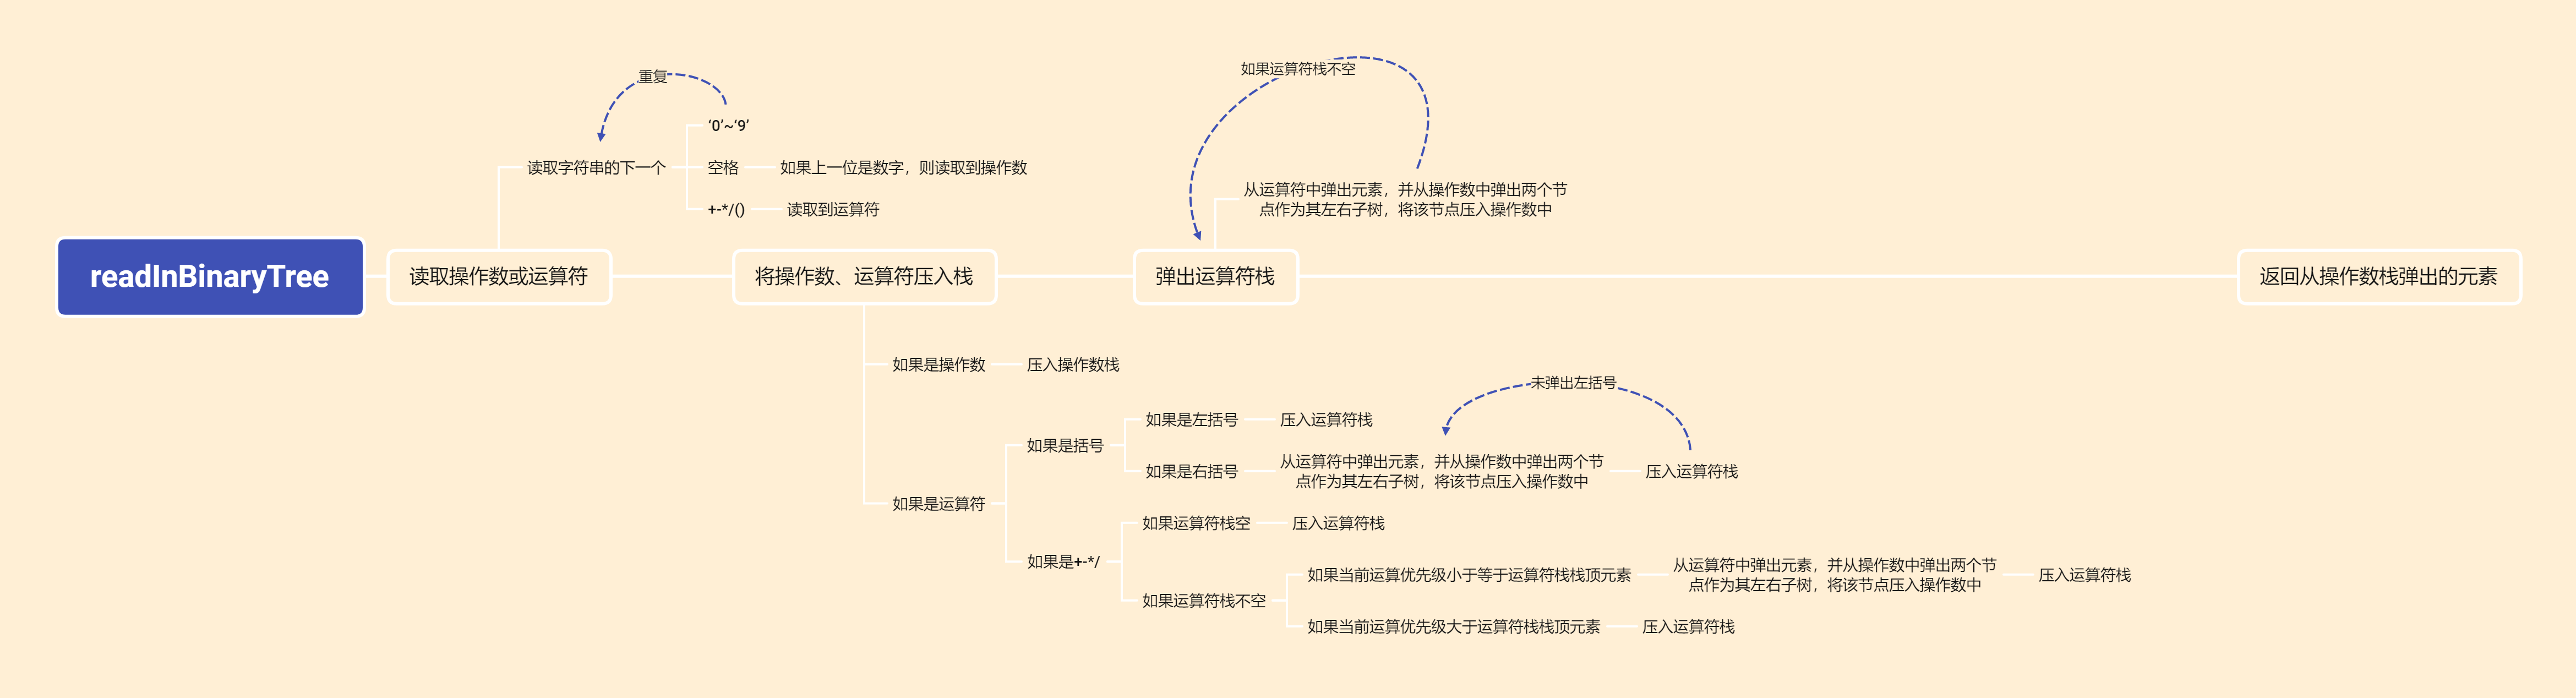 重复
如果运算符栈不空
‘0’~‘9’
读取字符串的下一个
空格
如果上一位是数字，则读取到操作数
+-*/()
读取到运算符
从运算符中弹出元素，并从操作数中弹出两个节
点作为其左右子树，将该节点压入操作数中
readInBinaryTree
读取操作数或运算符
将操作数、运算符压入栈
弹出运算符栈
返回从操作数栈弹出的元素
如果是操作数
压入操作数栈
未弹出左括号
如果是左括号
压入运算符栈
如果是括号
如果是右括号
从运算符中弹出元素，并从操作数中弹出两个节
点作为其左右子树，将该节点压入操作数中
压入运算符栈
如果是运算符
如果运算符栈空
压入运算符栈
如果是+-*/
如果运算符栈不空
如果当前运算优先级小于等于运算符栈栈顶元素
从运算符中弹出元素，并从操作数中弹出两个节
点作为其左右子树，将该节点压入操作数中
压入运算符栈
如果当前运算优先级大于运算符栈栈顶元素
压入运算符栈